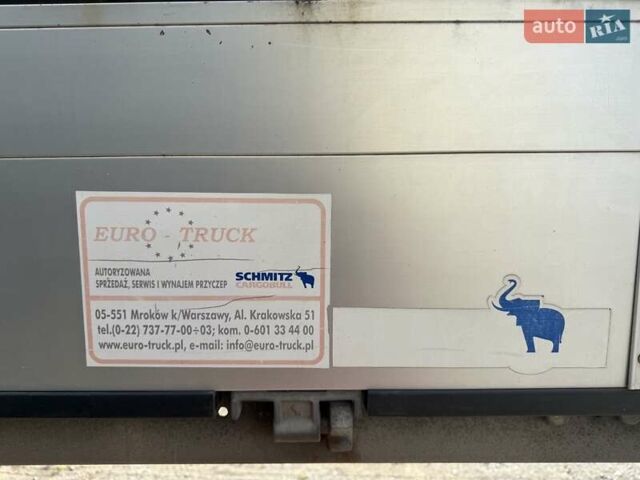 auto RIA
.com
EURO - TRUCK
AUTORYZOWANA
SPRZEDAŻ, SERWIS I WYNAJEM PRZYCZEP
SCHMITZ
CARGOBULL
05-551 Mroków k/Warszawy, Al. Krakowska 51
tel.(0-22) 737-77-00÷03; kom. 0-601 33 44 00
www.euro-truck.pl, e-mail: info@euro-truck.pl